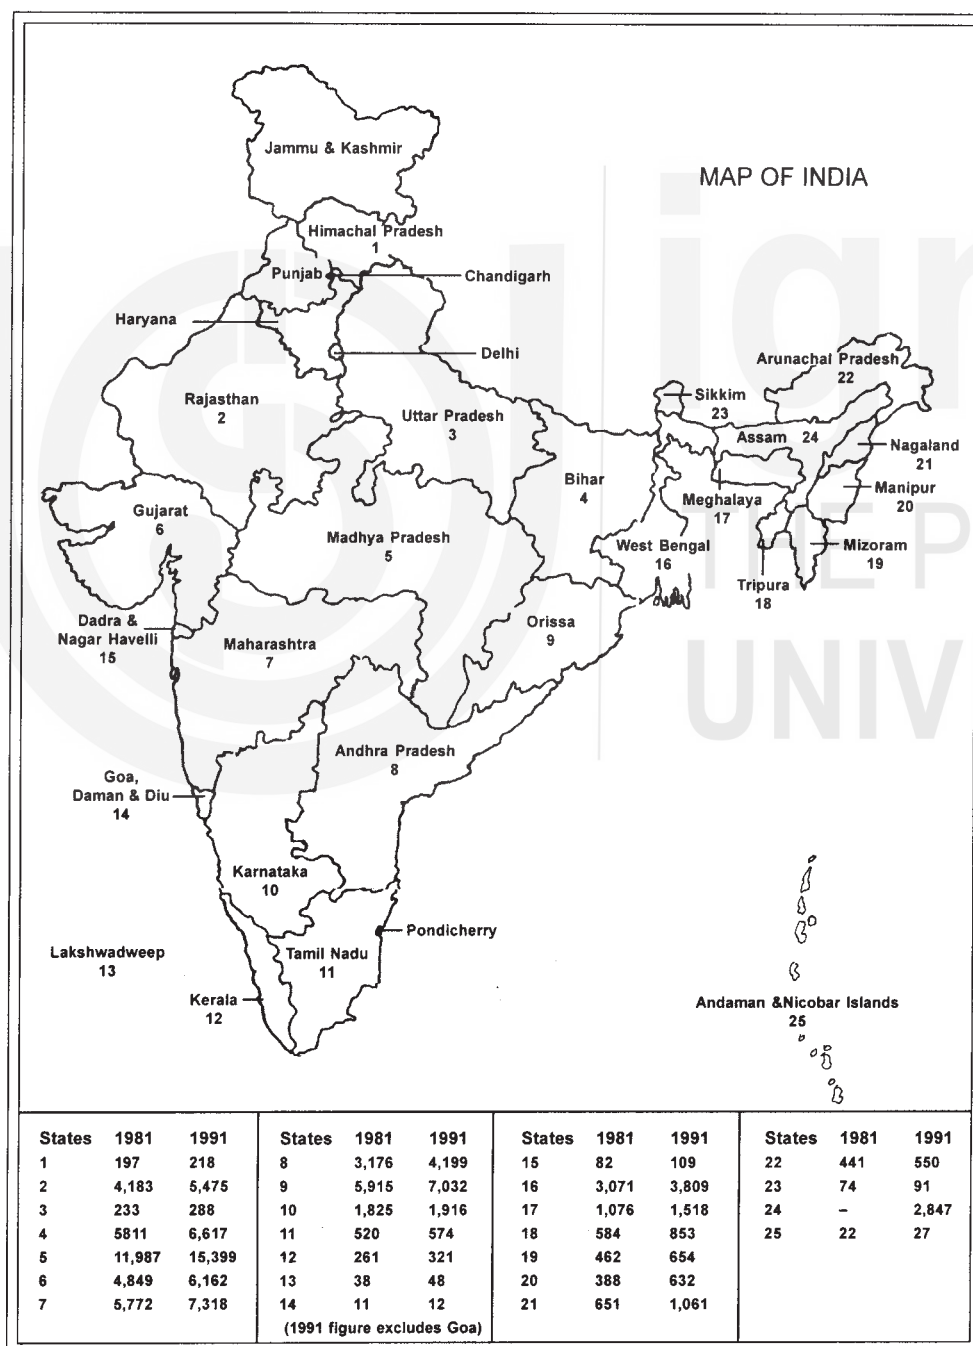 MAP OF INDIA
Jammu & Kashmir
Himachal Pradesh
1
Punjab
Chandigarh
Haryana
Delhi
Rajasthan
2
Uttar Pradesh
3
Arunachal Pradesh
22
Sikkim
23
Assam 24
Nagaland
21
Bihar
4
Meghalaya
17
Manipur
20
Gujarat
6
Madhya Pradesh
5
West Bengal
16
Mizoram
19
Tripura
18
Dadra &
Nagar Havelli
15
Maharashtra
7
Orissa
9
Andhra Pradesh
8
Goa,
Daman & Diu
14
Karnataka
10
Pondicherry
Lakshwadweep
13
Tamil Nadu
11
Kerala
12
Andaman &Nicobar Islands
25
ign
THE P
UNIV
States 1981 1991
1 197 218
2 4,183 5,475
3 233 288
4 5811 6,617
5 11,987 15,399
6 4,849 6,162
7 5,772 7,318
States 1981 1991
8 3,176 4,199
9 5,915 7,032
10 1,825 1,916
11 520 574
12 261 321
13 38 48
14 11 12
(1991 figure excludes Goa)
States 1981 1991
15 82 109
16 3,071 3,809
17 1,076 1,518
18 584 853
19 462 654
20 388 632
21 651 1,061
States 1981 1991
22 441 550
23 74 91
24 – 2,847
25 22 27